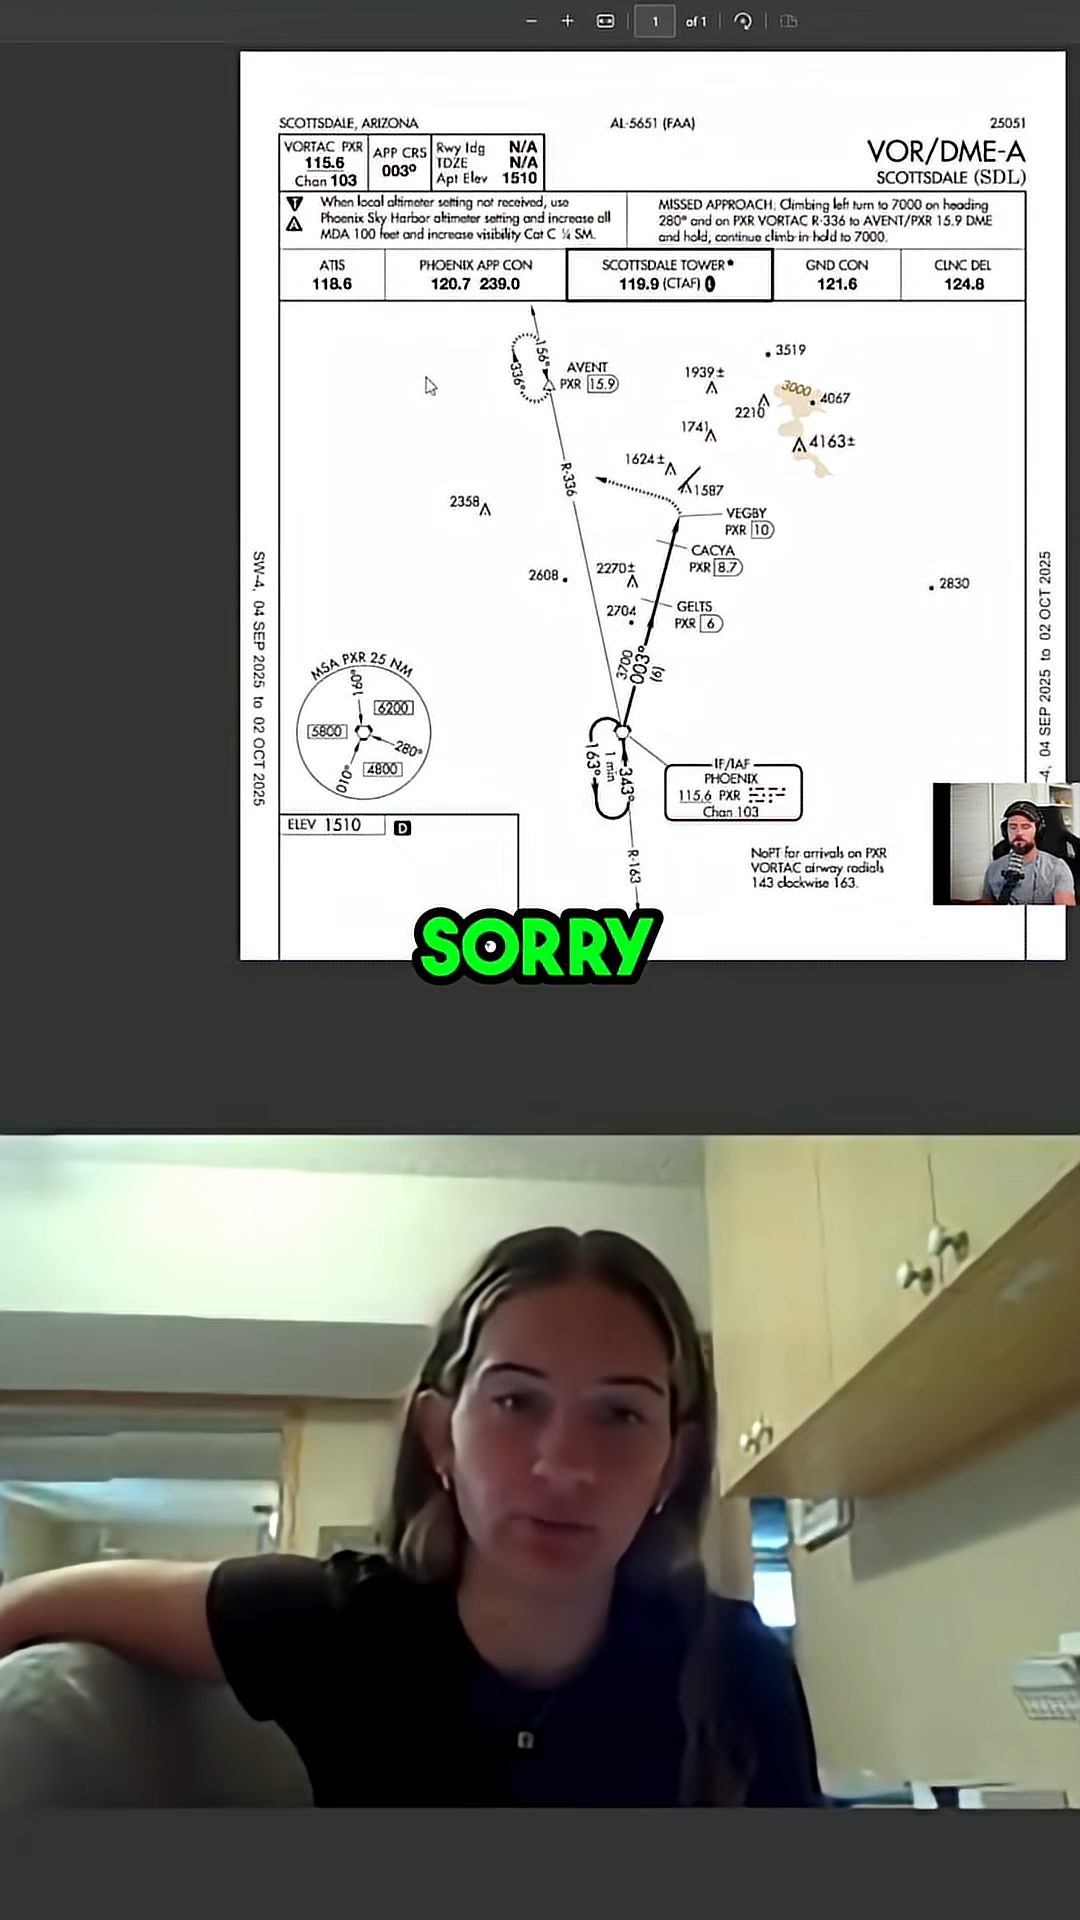 1 of 1
SCOTTSDALE, ARIZONA
AL-5651 (FAA)
25051
VORTAC PXR
115.6
Chan 103
APP CRS
003°
Rwy ldg N/A
TDZE N/A
Apt Elev 1510
VOR/DME-A
SCOTTSDALE (SDL)
T
A
When local altimeter setting not received, use
Phoenix Sky Harbor altimeter setting and increase all
MDA 100 feet and increase visibility Cat C ¼ SM.
MISSED APPROACH: Climbing left turn to 7000 on heading
280° and on PXR VORTAC R-336 to AVENT/PXR 15.9 DME
and hold, continue climb-in-hold to 7000.
ATIS
118.6
PHOENIX APP CON
120.7 239.0
SCOTTSDALE TOWER*
119.9 (CTAF) L
GND CON
121.6
CLNC DEL
124.8
156°
336°
AVENT
PXR 15.9
3519
1939±
3000
4067
2210
1741
4163±
1624±
R-336
1587
2358
VEGBY
PXR 10
CACYA
PXR 8.7
2608
2270±
2830
2704
GELTS
PXR 6
3700
003°
(6)
MSA PXR 25 NM
160°
6200
5800
280°
4800
010°
163°
1 min
343°
IF/IAF
PHOENIX
115.6 PXR
Chan 103
R-163
NoPT for arrivals on PXR
VORTAC airway radials
143 clockwise 163.
ELEV 1510 D
SW-4, 04 SEP 2025 to 02 OCT 2025
-4, 04 SEP 2025 to 02 OCT 2025
SORRY